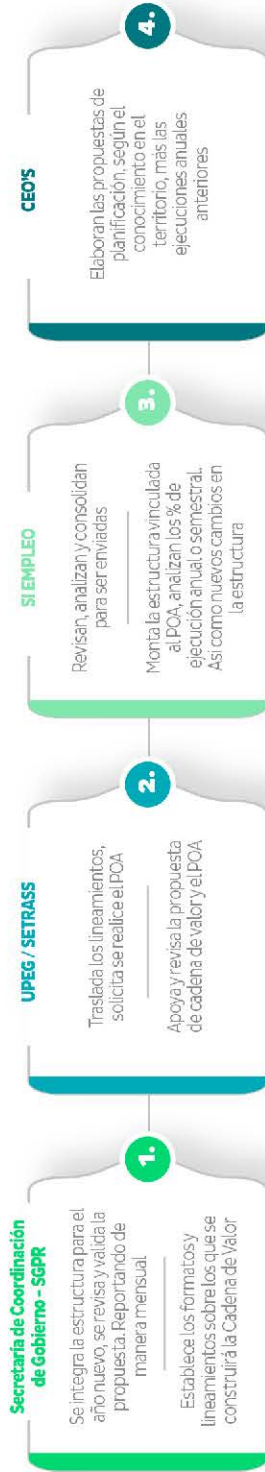 Secretaría de Coordinación
de Gobierno – SGPR
Se integra la estructura para el
año nuevo, se revisa y valida la
propuesta. Reportando de
manera mensual
Establece los formatos y
lineamientos sobre los que se
construirá la Cadena de Valor
1.
UPEG / SETRASS
Traslada los lineamientos,
solicita se realice el POA
Apoya y revisa la propuesta
de cadena de valor y el POA
2.
SI EMPLEO
Revisan, analizan y consolidan
para ser enviadas
Monta la estructura vinculada
al POA, analizan los % de
ejecución anual o semestral.
Así como nuevos cambios en
la estructura
3.
CEO'S
Elaboran las propuestas de
planificación, según el
conocimiento en el
territorio, más las
ejecuciones anuales
anteriores
4.